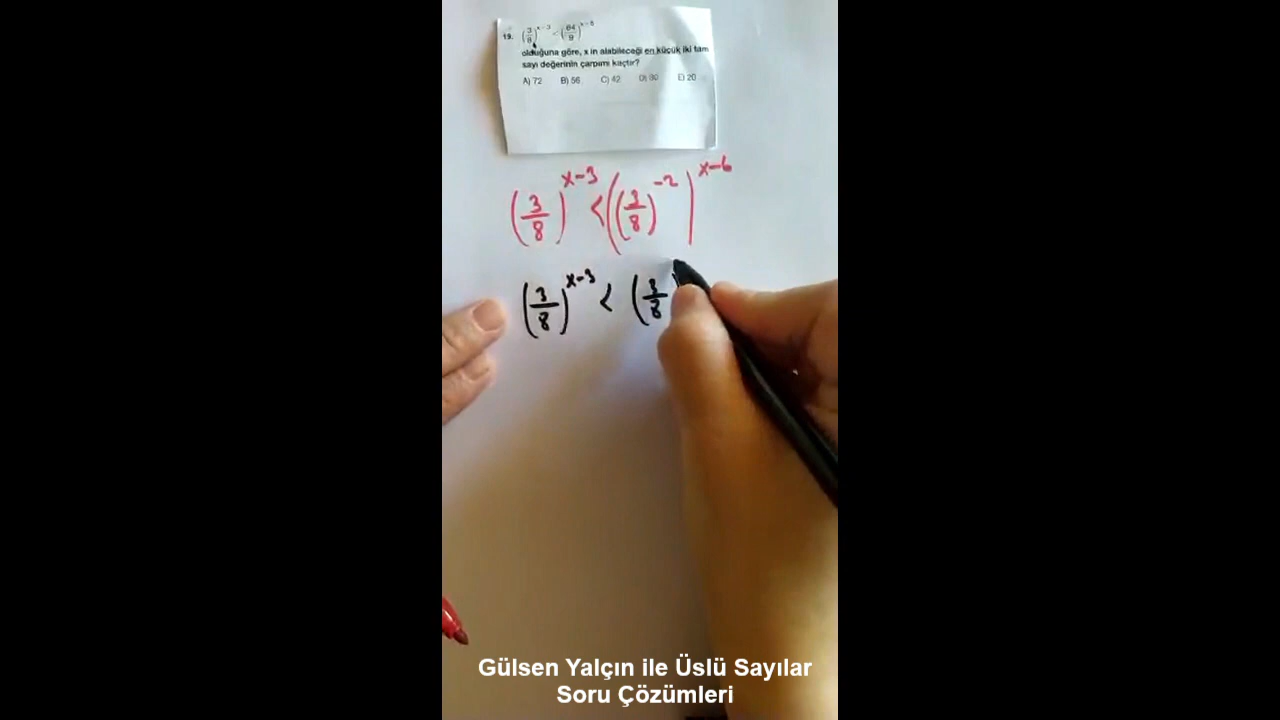 19. (3/8)^x-3 < (64/9)^x-6
olduğuna göre, x in alabileceği en küçük iki tam
sayı değerinin çarpımı kaçtır?
A) 72 B) 56 C) 42 D) 30 E) 20
(3/8)^x-3 < ((3/8)^-2)^x-6
(3/8)^x-3 < (3/8
Gülsen Yalçın ile Üslü Sayılar
Soru Çözümleri